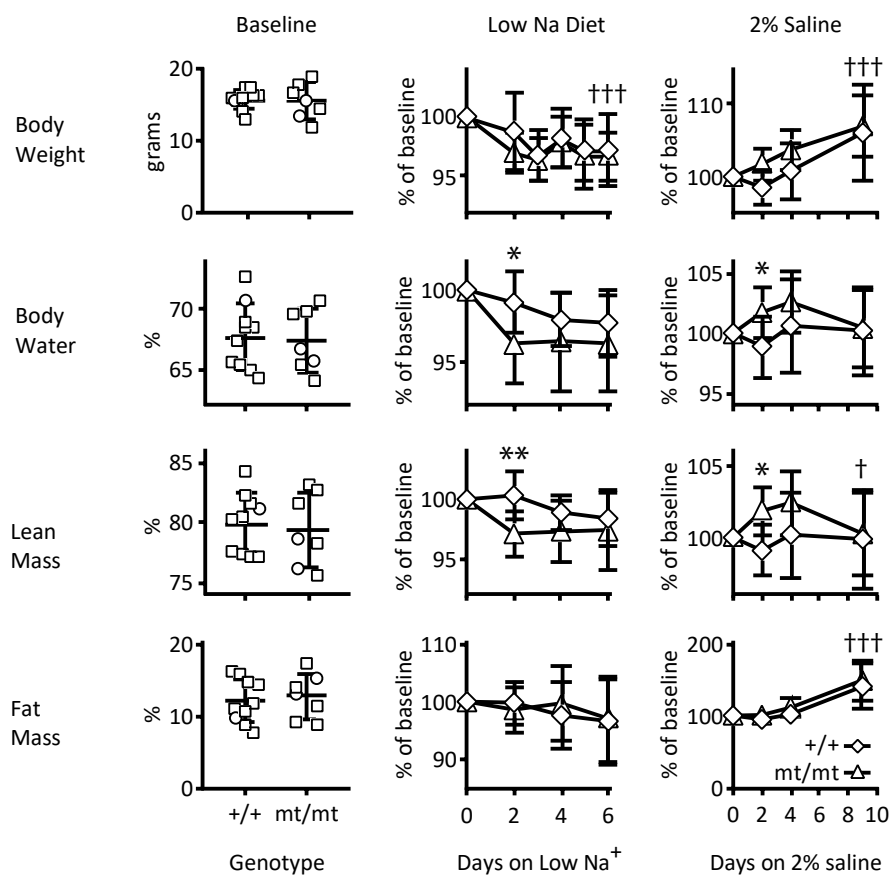 Baseline
Low Na Diet
2% Saline
Body
Weight
grams
20
10
0
% of baseline
100
95
†††
% of baseline
110
100
†††
Body
Water
%
70
65
% of baseline
100
95
*
% of baseline
105
100
95
*
Lean
Mass
%
85
80
75
% of baseline
100
95
**
% of baseline
105
100
*
†
Fat
Mass
%
20
10
0
+/+
mt/mt
Genotype
% of baseline
110
100
90
0 2 4 6
Days on Low Na+
% of baseline
200
100
0
†††
+/+
mt/mt
0 2 4 6 8 10
Days on 2% saline